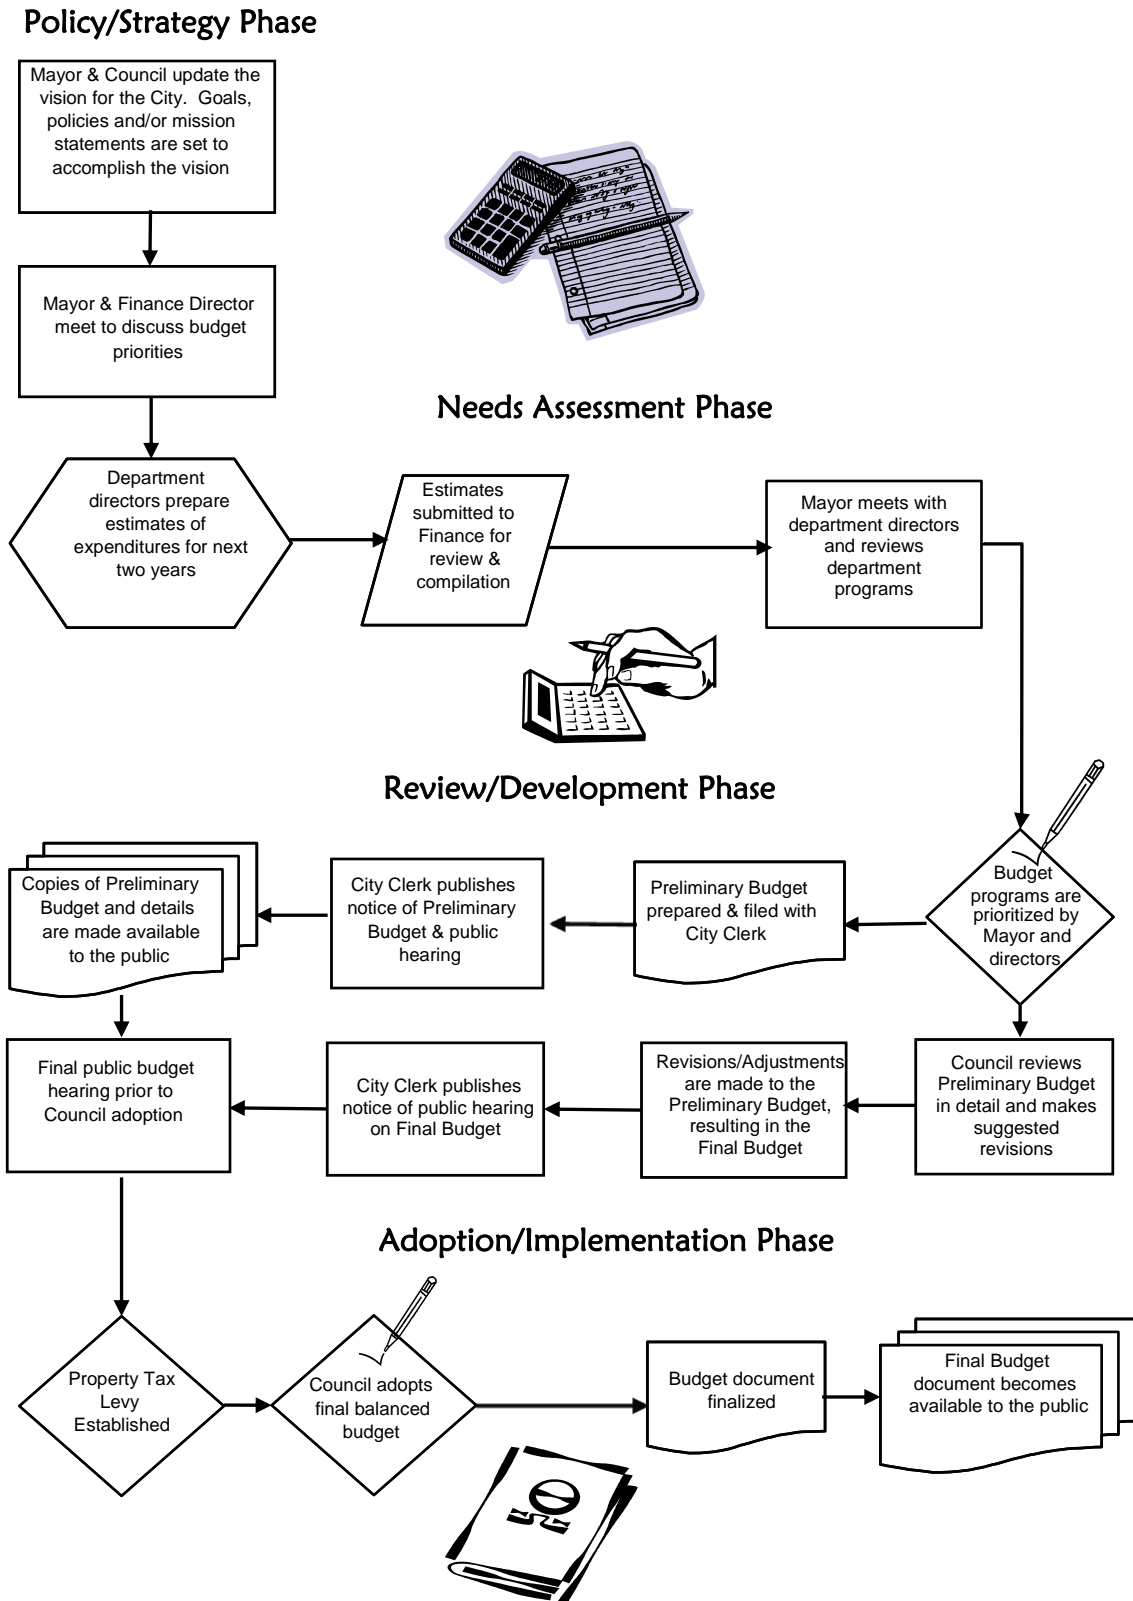 Policy/Strategy Phase
Mayor & Council update the
vision for the City.  Goals,
policies and/or mission
statements are set to
accomplish the vision
Mayor & Finance Director
meet to discuss budget
priorities
Needs Assessment Phase
Department
directors prepare
estimates of
expenditures for next
two years
Estimates
submitted to
Finance for
review &
compilation
Mayor meets with
department directors
and reviews
department
programs
Review/Development Phase
Budget
programs are
prioritized by
Mayor and
directors
Preliminary Budget
prepared & filed with
City Clerk
City Clerk publishes
notice of Preliminary
Budget & public
hearing
Copies of Preliminary
Budget and details
are made available
to the public
Council reviews
Preliminary Budget
in detail and makes
suggested
revisions
Revisions/Adjustments
are made to the
Preliminary Budget,
resulting in the
Final Budget
City Clerk publishes
notice of public hearing
on Final Budget
Final public budget
hearing prior to
Council adoption
Adoption/Implementation Phase
Property Tax
Levy
Established
Council adopts
final balanced
budget
Budget document
finalized
Final Budget
document becomes
available to the public